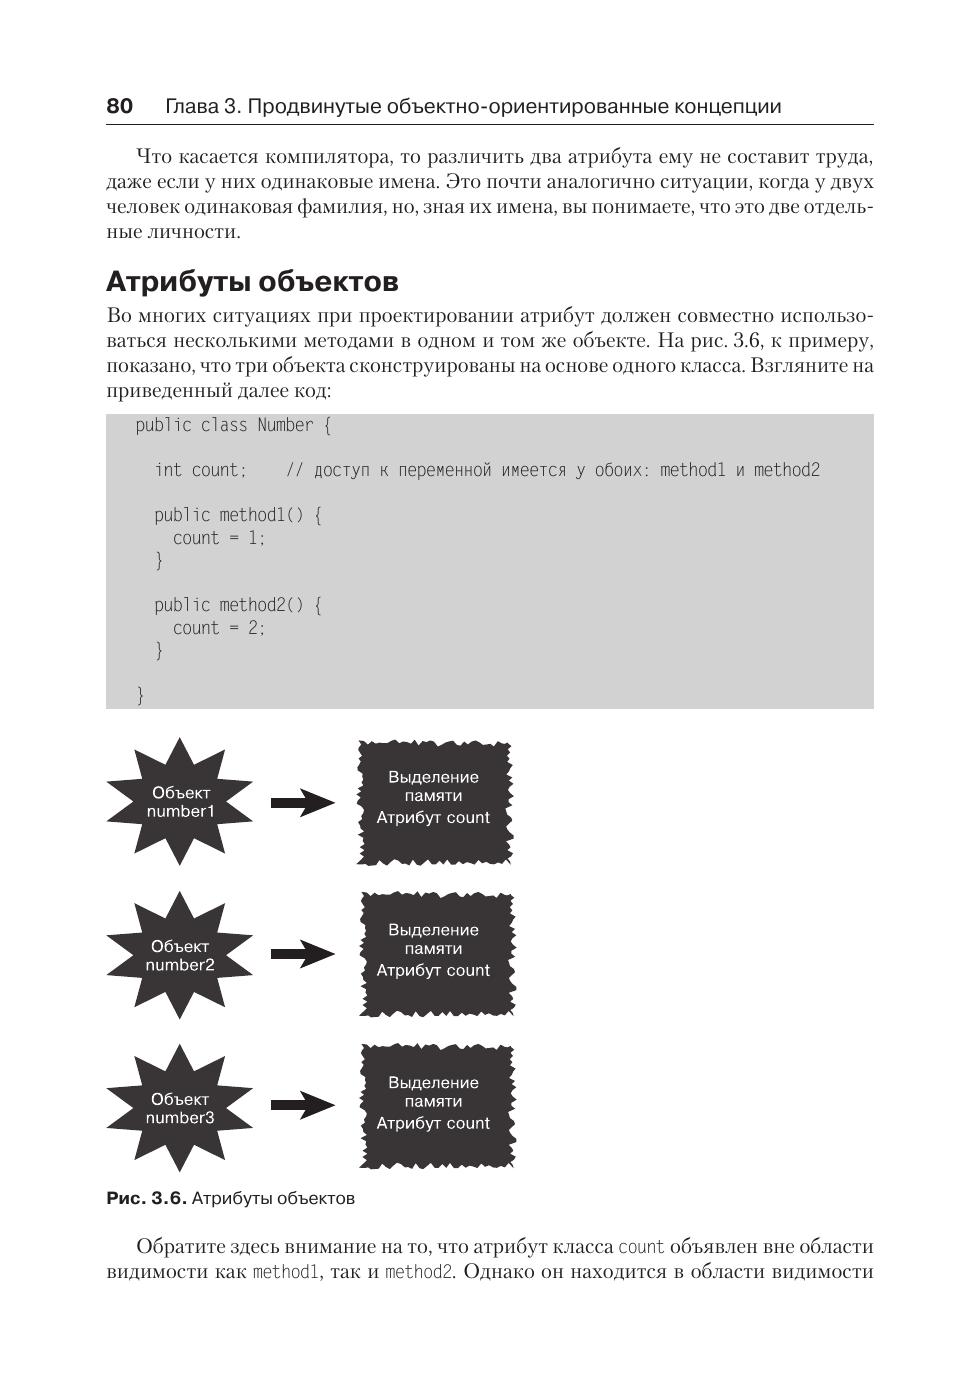 80 Глава 3. Продвинутые объектно-ориентированные концепции
Что касается компилятора, то различить два атрибута ему не составит труда,
даже если у них одинаковые имена. Это почти аналогично ситуации, когда у двух
человек одинаковая фамилия, но, зная их имена, вы понимаете, что это две отдель-
ные личности.
Атрибуты объектов
Во многих ситуациях при проектировании атрибут должен совместно использо-
ваться несколькими методами в одном и том же объекте. На рис. 3.6, к примеру,
показано, что три объекта сконструированы на основе одного класса. Взгляните на
приведенный далее код:
public class Number {
int count;    // доступ к переменной имеется у обоих: method1 и method2
public method1() {
count = 1;
}
public method2() {
count = 2;
}
}
Объект
number1
Выделение
памяти
Атрибут count
Объект
number2
Выделение
памяти
Атрибут count
Объект
number3
Выделение
памяти
Атрибут count
Рис. 3.6. Атрибуты объектов
Обратите здесь внимание на то, что атрибут класса count объявлен вне области
видимости как method1, так и method2. Однако он находится в области видимости